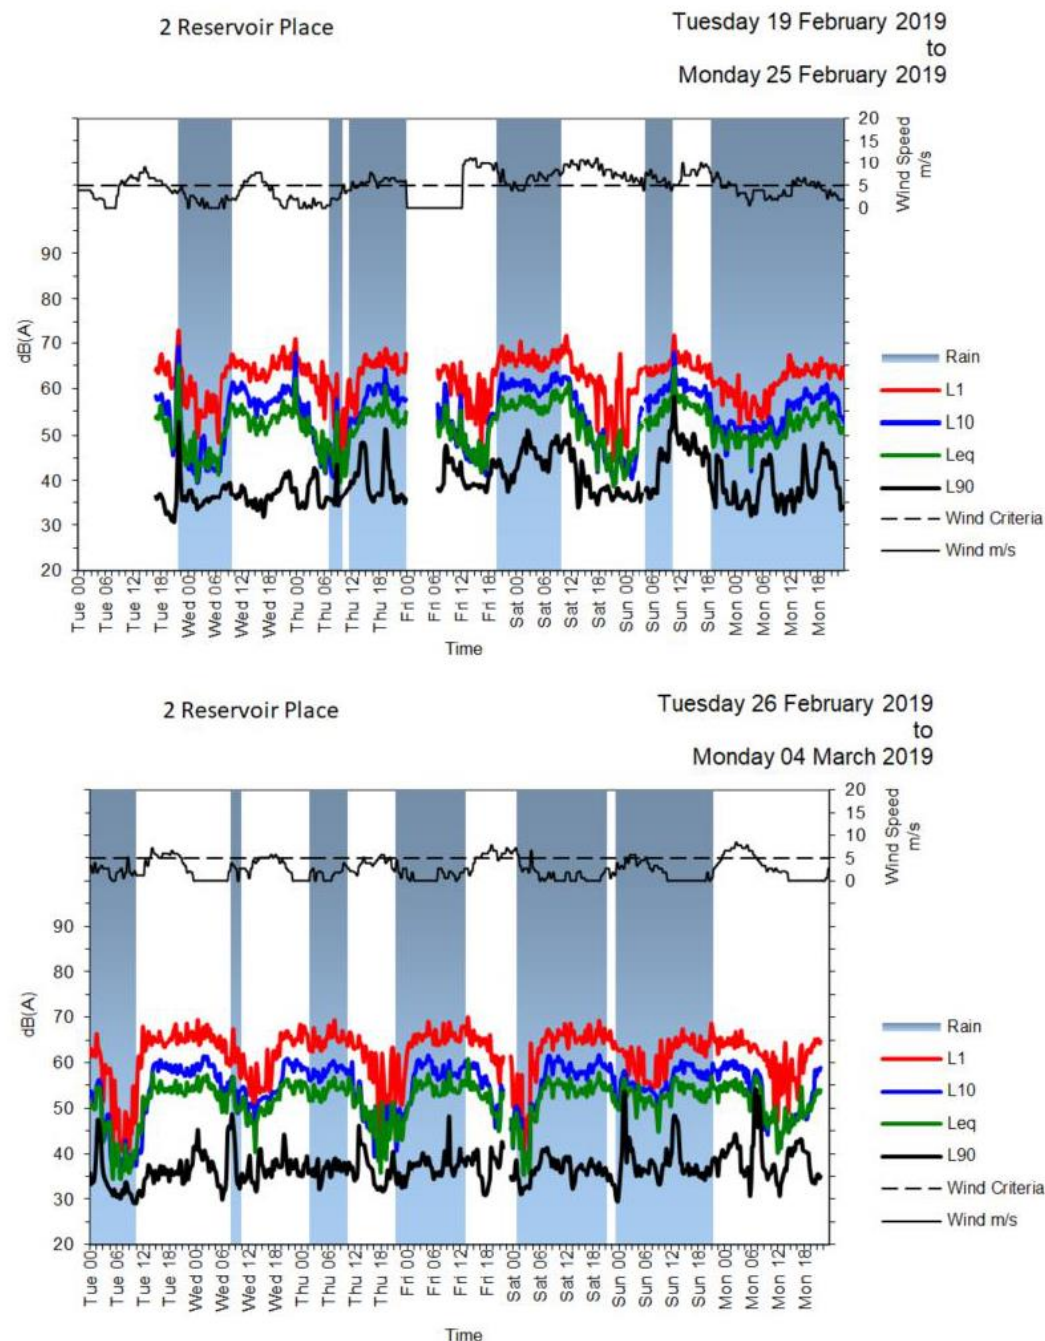 2 Reservoir Place
Tuesday 19 February 2019
to
Monday 25 February 2019
20
15
10
5
0
Wind Speed
m/s
90
80
70
60
50
40
30
20
dB(A)
Rain
L1
L10
Leq
L90
Wind Criteria
Wind m/s
Tue 00
Tue 06
Tue 12
Tue 18
Wed 00
Wed 06
Wed 12
Wed 18
Thu 00
Thu 06
Thu 12
Thu 18
Fri 00
Fri 06
Fri 12
Fri 18
Sat 00
Sat 06
Sat 12
Sat 18
Sun 00
Sun 06
Sun 12
Sun 18
Mon 00
Mon 06
Mon 12
Mon 18
Time
2 Reservoir Place
Tuesday 26 February 2019
to
Monday 04 March 2019
20
15
10
5
0
Wind Speed
m/s
90
80
70
60
50
40
30
20
dB(A)
Rain
L1
L10
Leq
L90
Wind Criteria
Wind m/s
Tue 00
Tue 06
Tue 12
Tue 18
Wed 00
Wed 06
Wed 12
Wed 18
Thu 00
Thu 06
Thu 12
Thu 18
Fri 00
Fri 06
Fri 12
Fri 18
Sat 00
Sat 06
Sat 12
Sat 18
Sun 00
Sun 06
Sun 12
Sun 18
Mon 00
Mon 06
Mon 12
Mon 18
Time